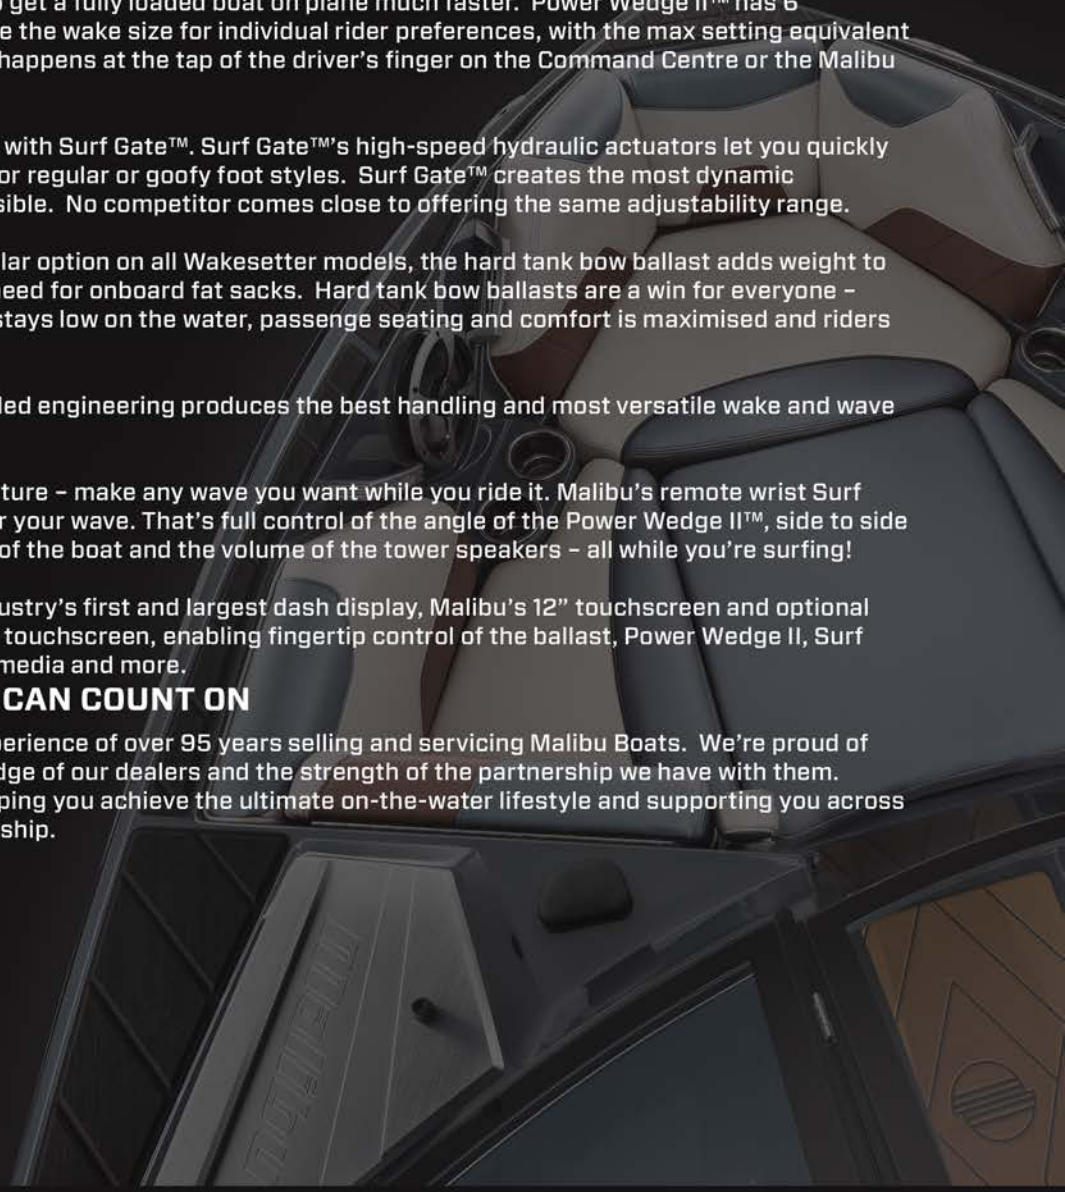 get a fully loaded boat on plane much faster.  Power Wedge II™ has 6
e the wake size for individual rider preferences, with the max setting equivalent
happens at the tap of the driver's finger on the Command Centre or the Malibu
with Surf Gate™. Surf Gate™'s high-speed hydraulic actuators let you quickly
or regular or goofy foot styles.  Surf Gate™ creates the most dynamic
sible.  No competitor comes close to offering the same adjustability range.
lar option on all Wakesetter models, the hard tank bow ballast adds weight to
need for onboard fat sacks.  Hard tank bow ballasts are a win for everyone –
stays low on the water, passenge seating and comfort is maximised and riders
led engineering produces the best handling and most versatile wake and wave
ture – make any wave you want while you ride it. Malibu's remote wrist Surf
r your wave. That's full control of the angle of the Power Wedge II™, side to side
of the boat and the volume of the tower speakers – all while you're surfing!
ustry's first and largest dash display, Malibu's 12" touchscreen and optional
touchscreen, enabling fingertip control of the ballast, Power Wedge II, Surf
media and more.
CAN COUNT ON
perience of over 95 years selling and servicing Malibu Boats.  We're proud of
dge of our dealers and the strength of the partnership we have with them.
ping you achieve the ultimate on-the-water lifestyle and supporting you across
ship.
malibu